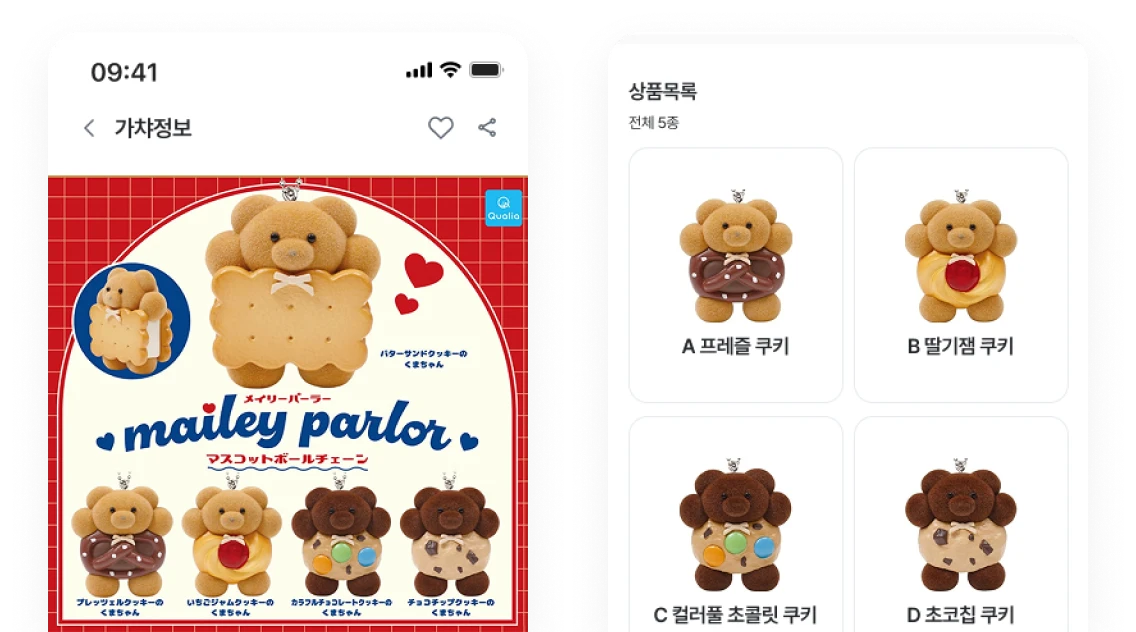 09:41
가챠정보
Qualia
バターサンドクッキーの
くまちゃん
メイリーパーラー
mailey parlor
マスコットボールチェーン
プレッツェルクッキーの
くまちゃん
いちごジャムクッキーの
くまちゃん
カラフルチョコレートクッキーの
くまちゃん
チョコチップクッキーの
くまちゃん
상품목록
전체 5종
A 프레즐 쿠키
B 딸기잼 쿠키
C 컬러풀 초콜릿 쿠키
D 초코칩 쿠키